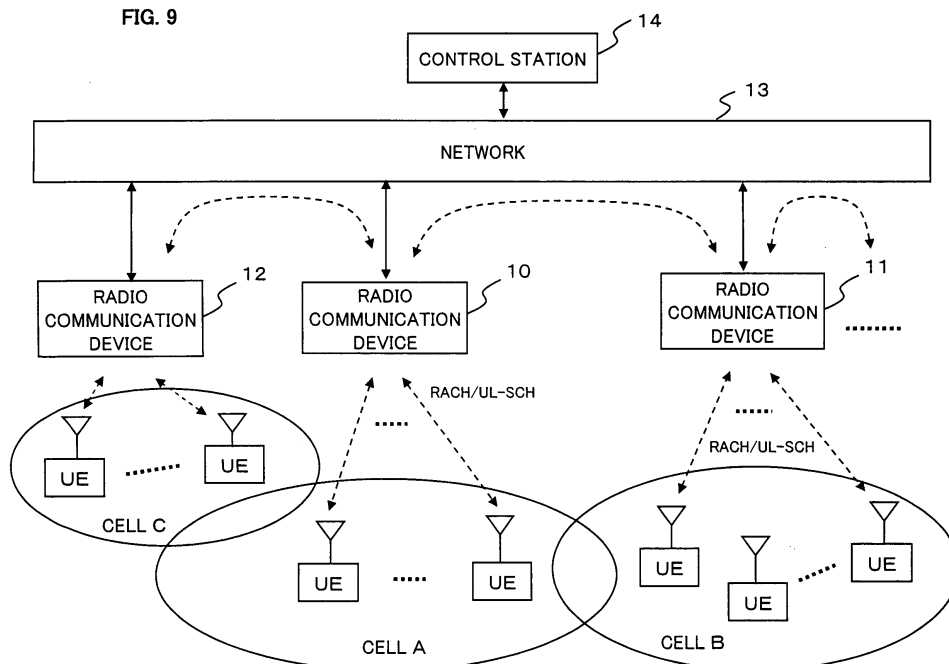 FIG. 9
14
CONTROL STATION
13
NETWORK
12
10
11
RADIO
COMMUNICATION
DEVICE
RADIO
COMMUNICATION
DEVICE
RADIO
COMMUNICATION
DEVICE
RACH/UL-SCH
RACH/UL-SCH
UE
UE
CELL C
UE
UE
CELL A
UE
UE
UE
CELL B